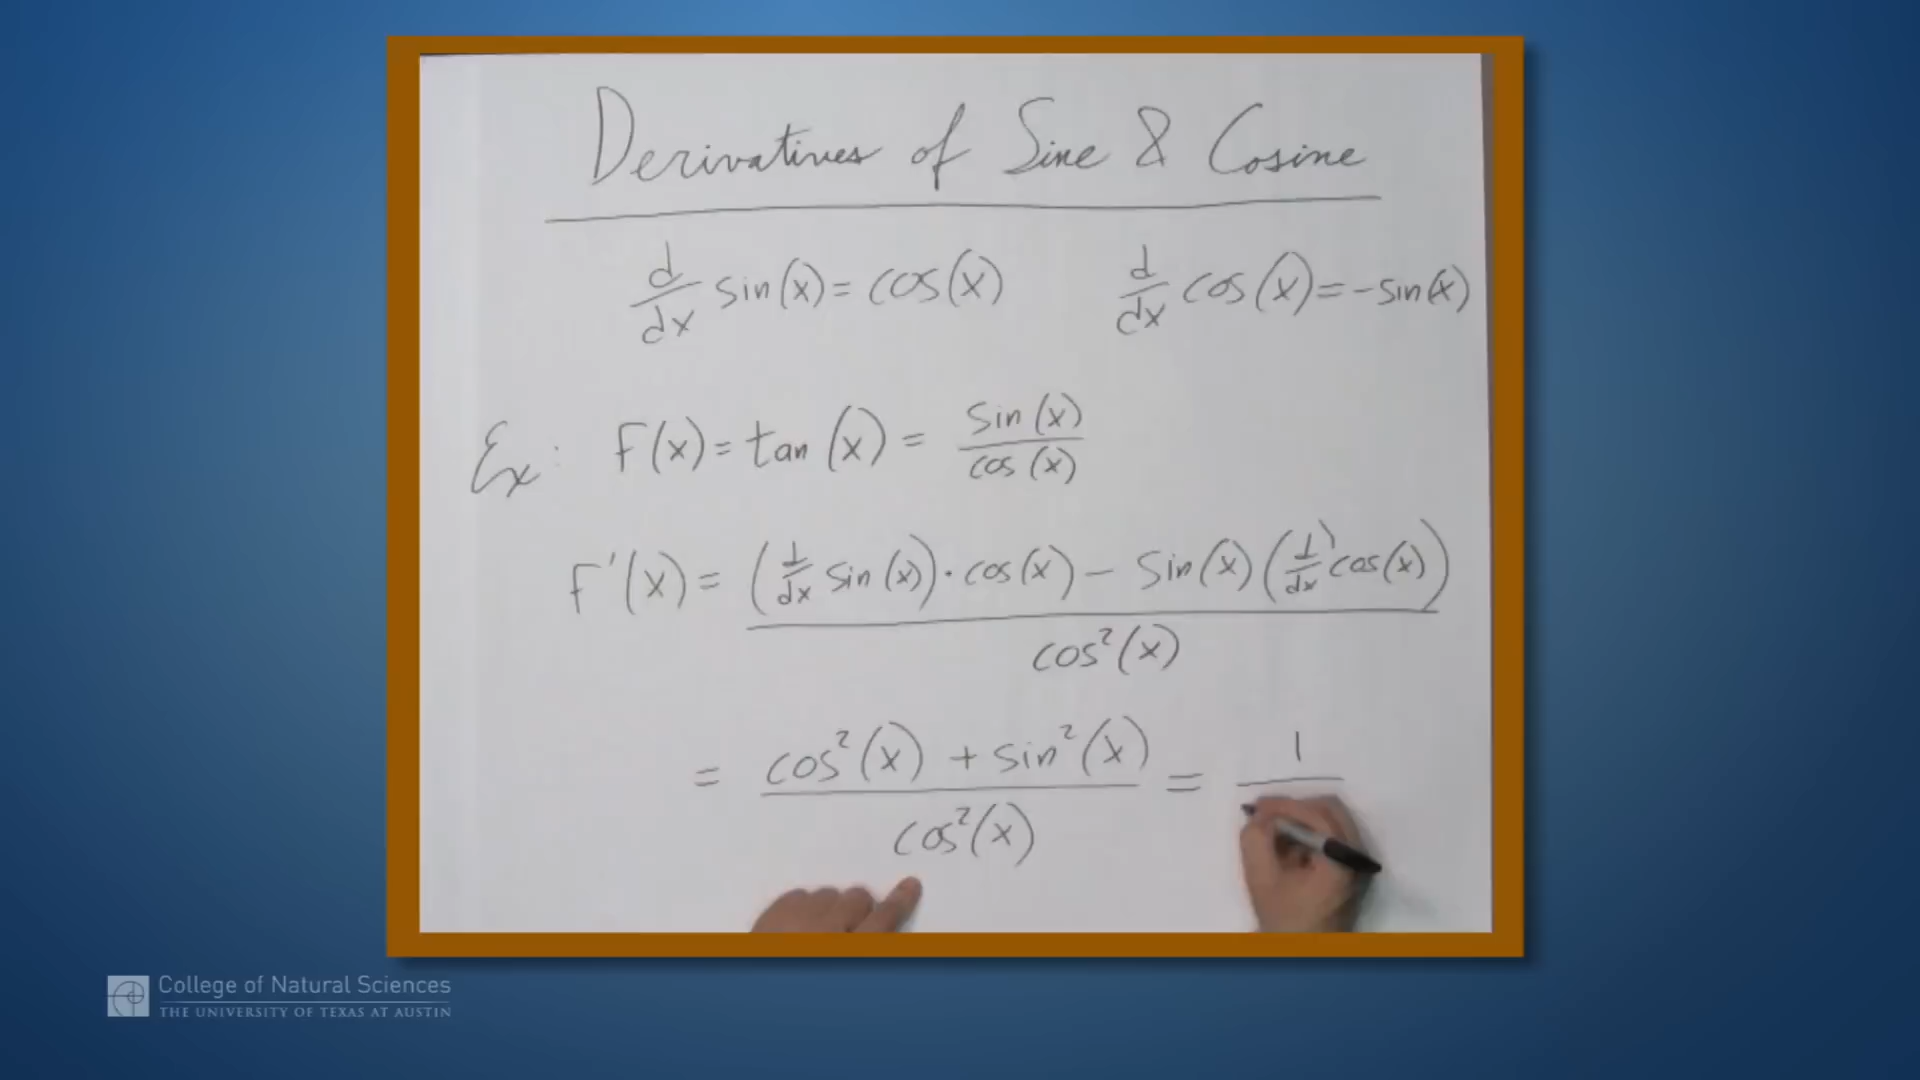 Derivatives of Sine & Cosine
d/dx sin(x) = cos(x) d/dx cos(x) = -sin(x)
Ex: F(x) = tan(x) = sin(x)/cos(x)
F'(x) = ((d/dx sin(x)) · cos(x) − sin(x)(d/dx cos(x)))/cos²(x)
= (cos²(x) + sin²(x))/cos²(x) = 1/
College of Natural Sciences
THE UNIVERSITY OF TEXAS AT AUSTIN